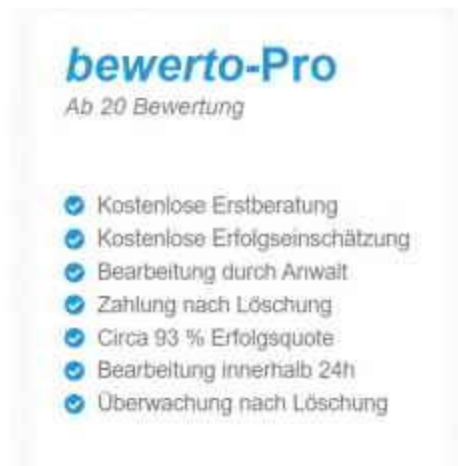 bewerto-Pro
Ab 20 Bewertung
Kostenlose Erstberatung
Kostenlose Erfolgseinschätzung
Bearbeitung durch Anwalt
Zahlung nach Löschung
Circa 93 % Erfolgsquote
Bearbeitung innerhalb 24h
Überwachung nach Löschung